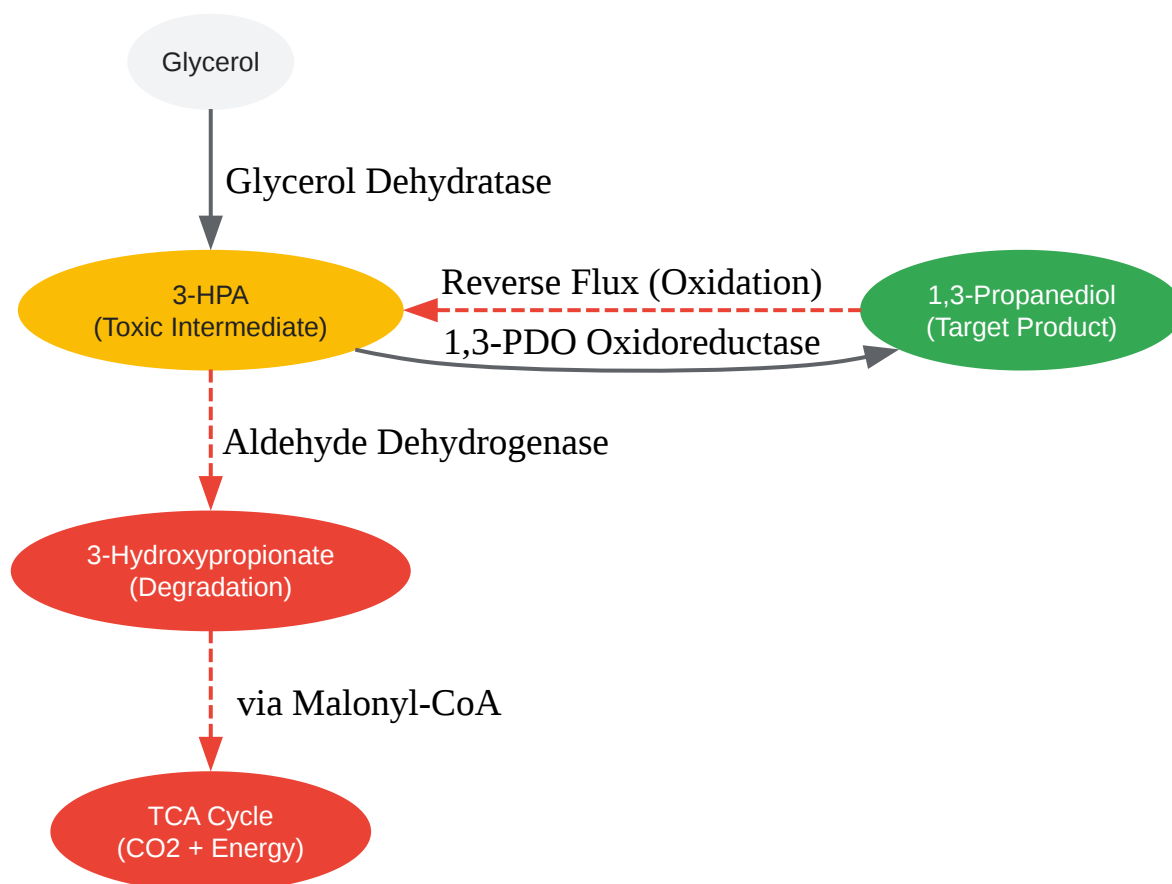 Glycerol
Glycerol Dehydratase
3-HPA
(Toxic Intermediate)
Reverse Flux (Oxidation)
1,3-PDO Oxidoreductase
1,3-Propanediol
(Target Product)
Aldehyde Dehydrogenase
3-Hydroxypropionate
(Degradation)
via Malonyl-CoA
TCA Cycle
(CO2 + Energy)